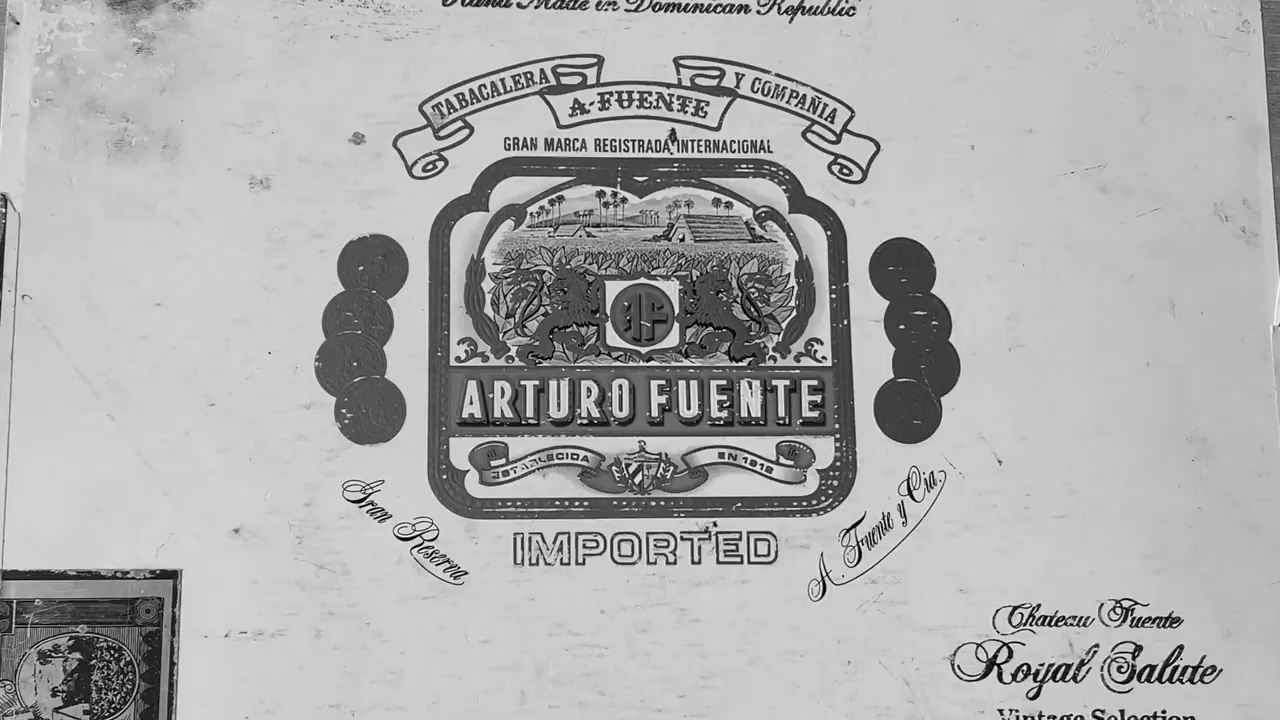 Hand Made in Dominican Republic
TABACALERA A·FUENTE Y COMPAÑIA
GRAN MARCA REGISTRADA INTERNACIONAL
AF
ARTURO FUENTE
ESTABLECIDA EN 1912
IMPORTED
Gran Reserva
A. Fuente y Cia.
Chateau Fuente
Royal Salute
Vintage Selection